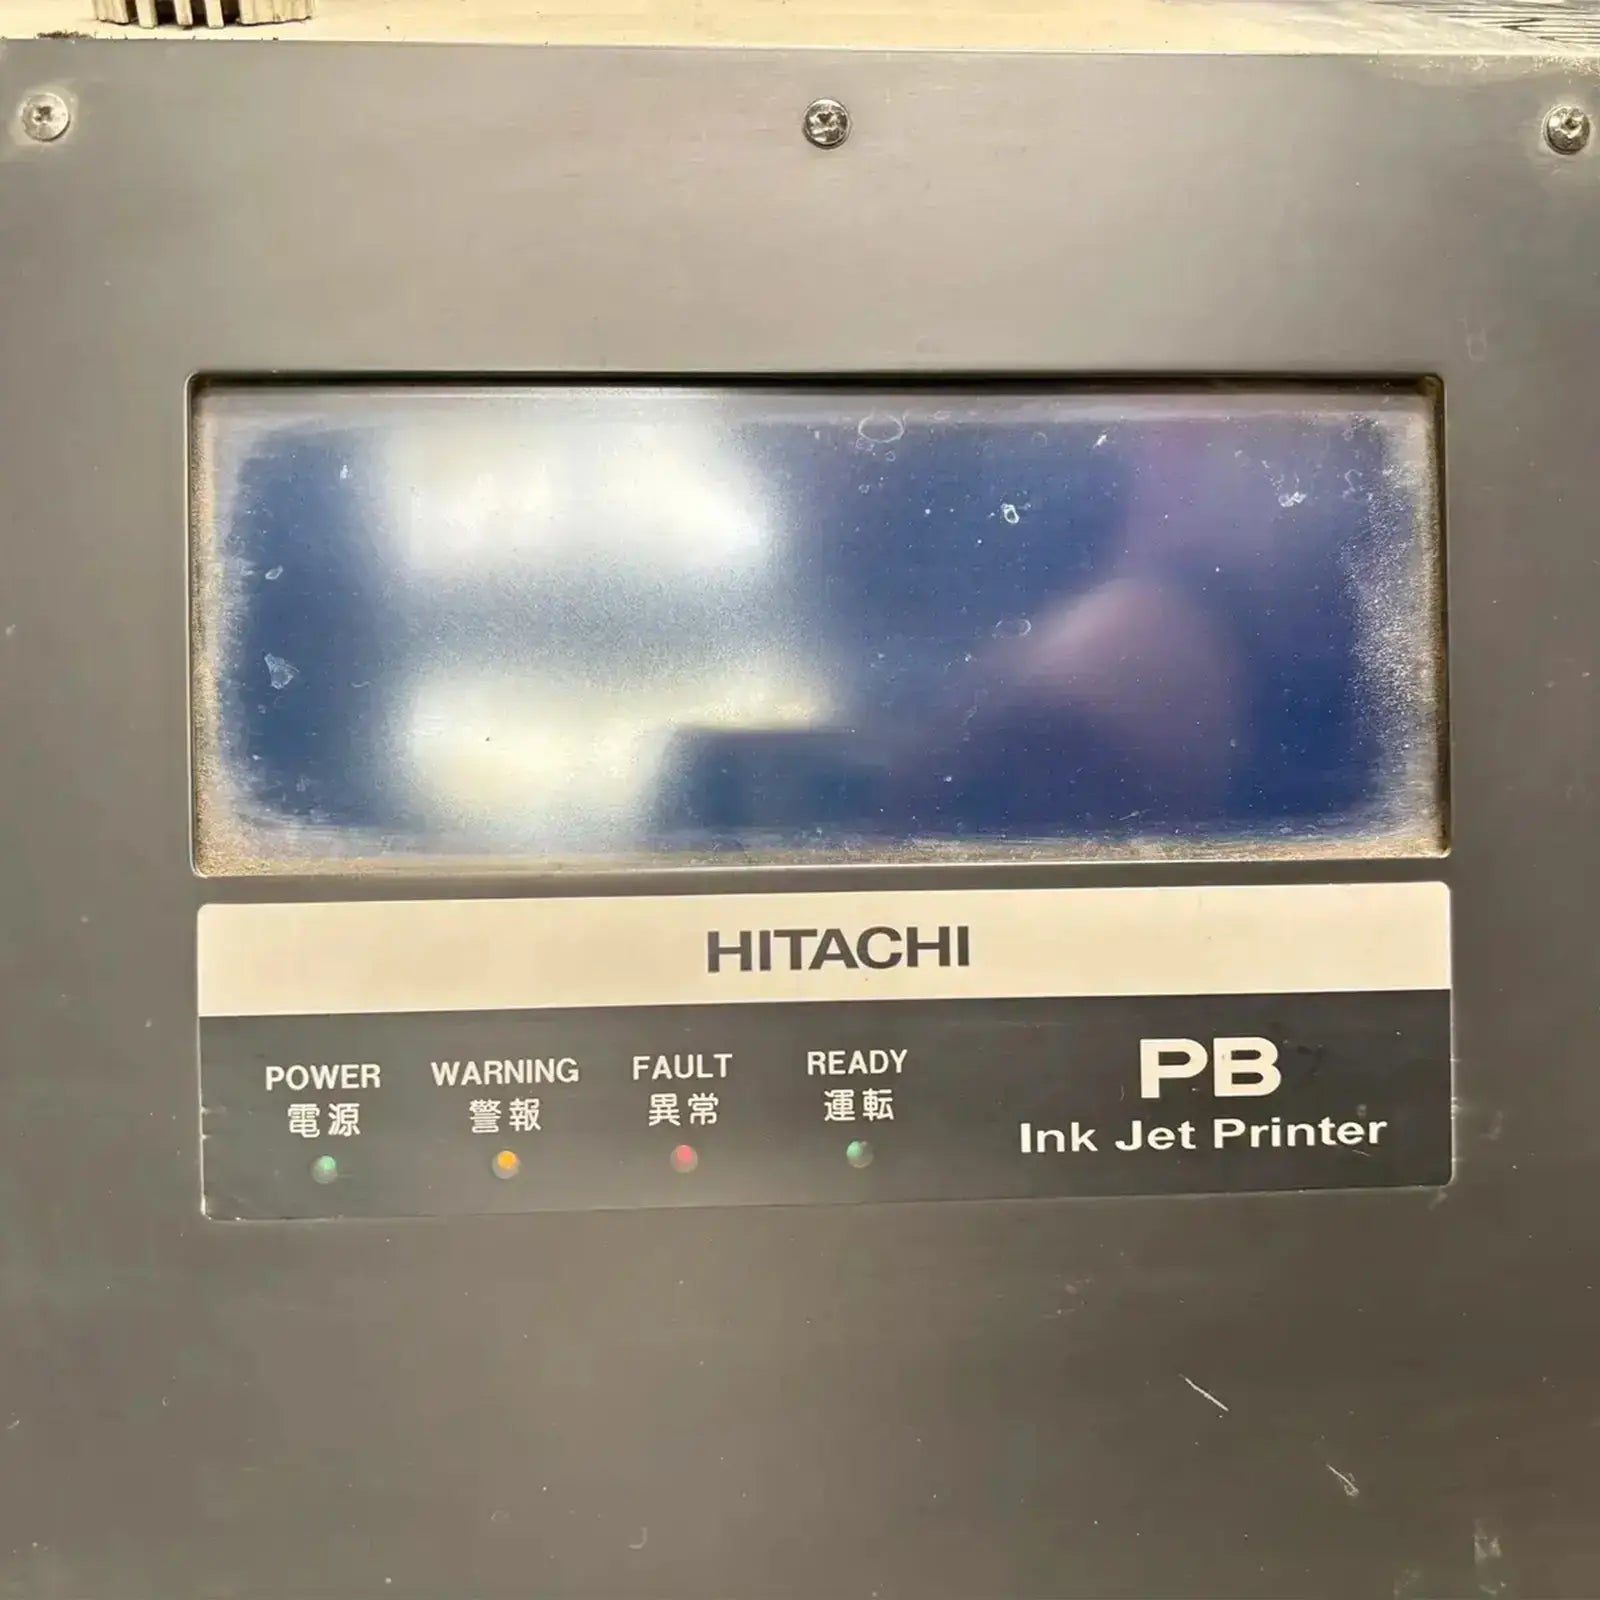 HITACHI
POWER WARNING FAULT READY
電源 警報 異常 運転
PB
Ink Jet Printer